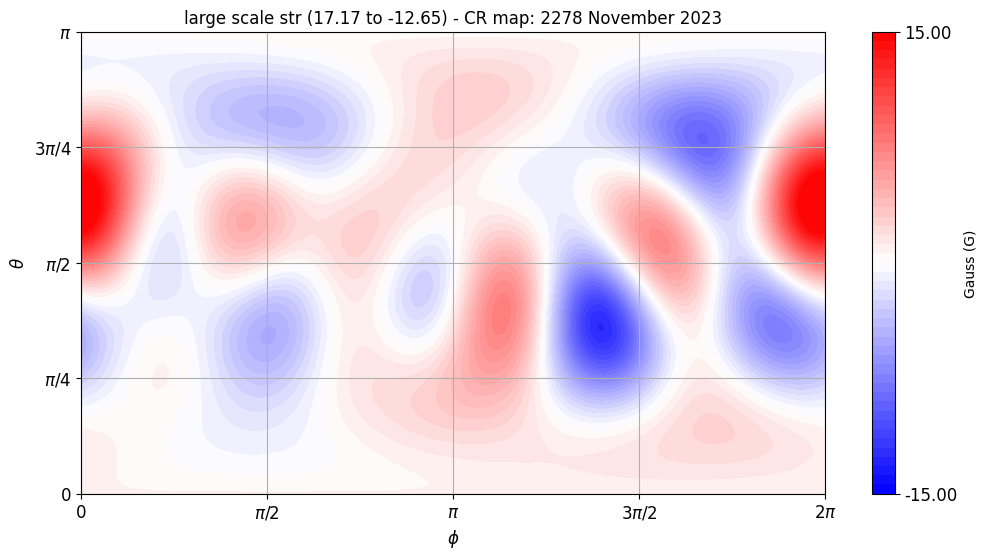 large scale str (17.17 to -12.65) - CR map: 2278 November 2023
π
3π/4
θ
π/2
π/4
0
0
π/2
π
3π/2
2π
ϕ
15.00
Gauss (G)
-15.00